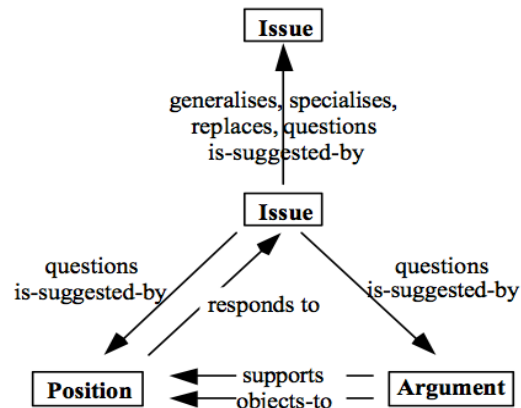 Issue
generalises, specialises,
replaces, questions
is-suggested-by
Issue
questions
is-suggested-by
responds to
questions
is-suggested-by
Position
supports
objects-to
Argument